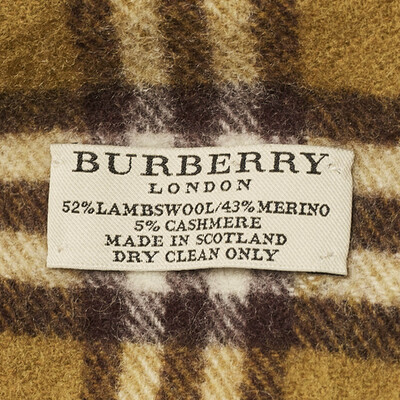 BURBERRY
LONDON
52%LAMBSWOOL/43%MERINO
5% CASHMERE
MADE IN SCOTLAND
DRY CLEAN ONLY